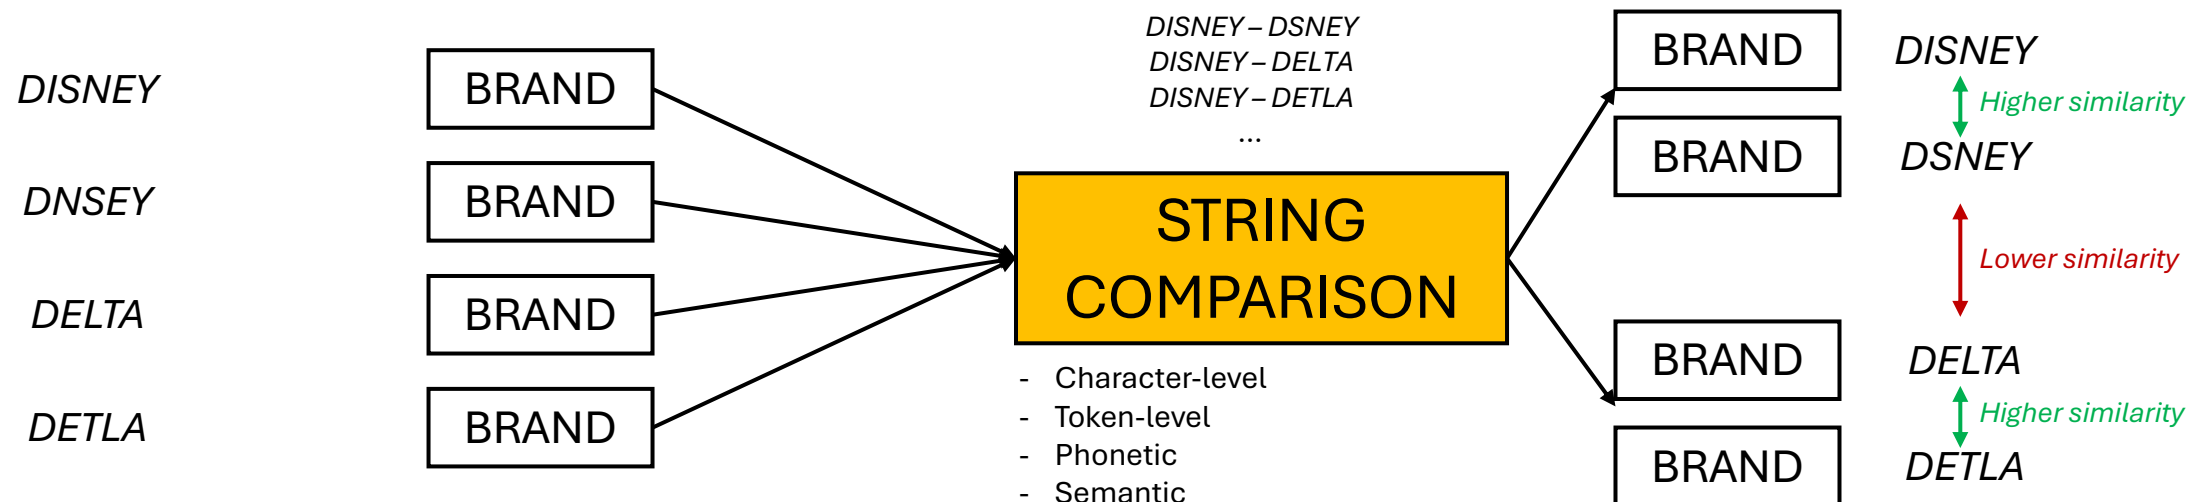 DISNEY
DNSEY
DELTA
DETLA
BRAND
BRAND
BRAND
BRAND
DISNEY – DSNEY
DISNEY – DELTA
DISNEY – DETLA
...
STRING
COMPARISON
- Character-level
- Token-level
- Phonetic
- Semantic
BRAND
DISNEY
Higher similarity
BRAND
DSNEY
Lower similarity
BRAND
DELTA
Higher similarity
BRAND
DETLA